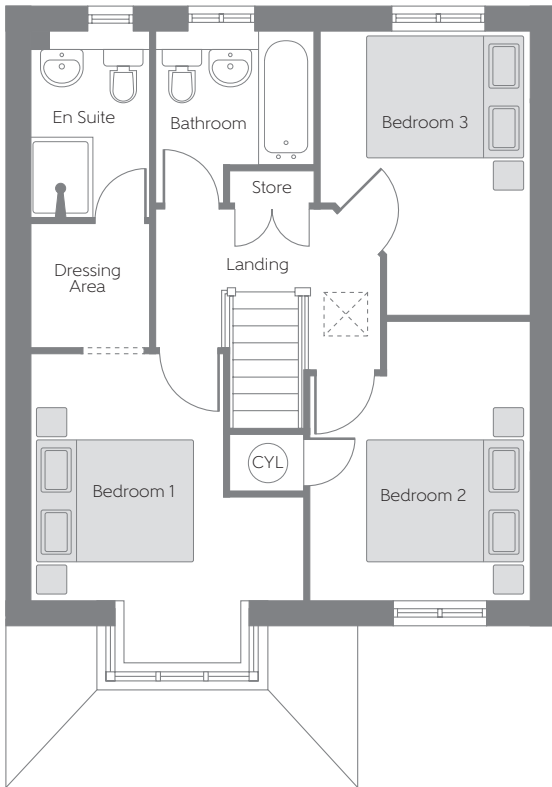 En Suite
Bathroom
Bedroom 3
Store
Landing
Dressing
Area
CYL
Bedroom 1
Bedroom 2